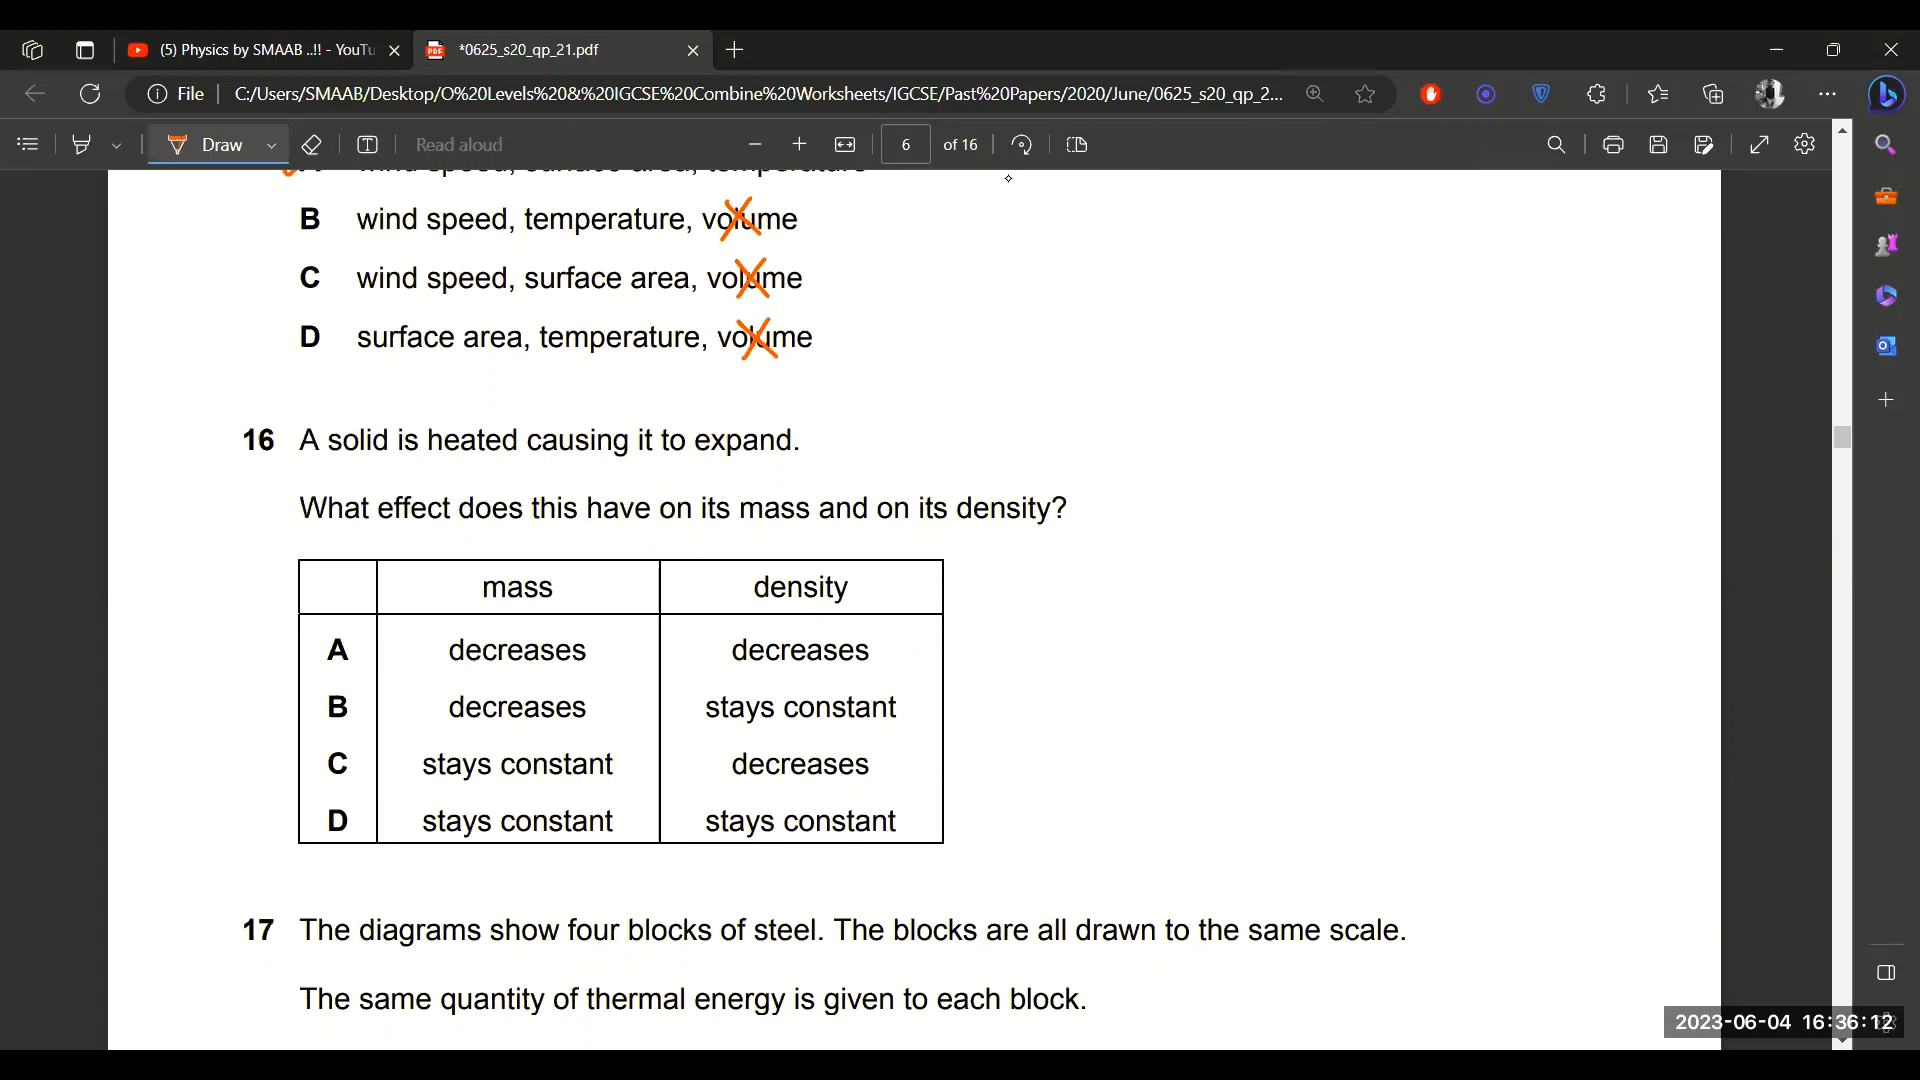 (5) Physics by SMAAB ..!! - YouTu
*0625_s20_qp_21.pdf
File
C:/Users/SMAAB/Desktop/O%20Levels%20&%20IGCSE%20Combine%20Worksheets/IGCSE/Past%20Papers/2020/June/0625_s20_qp_2...
Draw
Read aloud
6 of 16
wind speed, surface area, temperature
B wind speed, temperature, volume
C wind speed, surface area, volume
D surface area, temperature, volume
16 A solid is heated causing it to expand.
What effect does this have on its mass and on its density?
mass density
A decreases decreases
B decreases stays constant
C stays constant decreases
D stays constant stays constant
17 The diagrams show four blocks of steel. The blocks are all drawn to the same scale.
The same quantity of thermal energy is given to each block.
2023-06-04 16:36:12